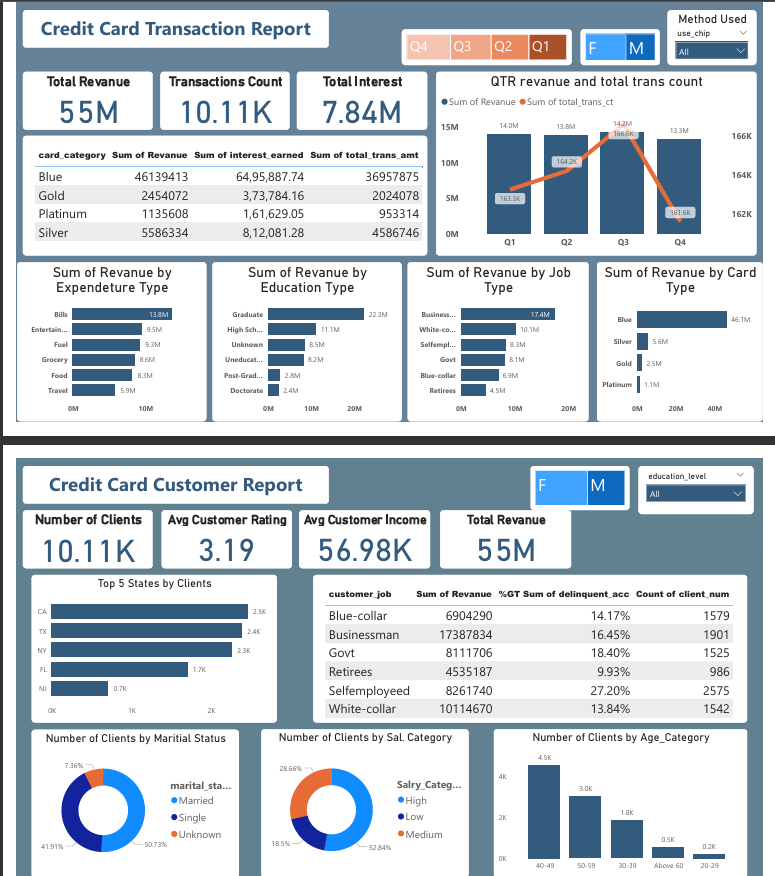 Credit Card Transaction Report
Q4 Q3 Q2 Q1
F M
Method Used
use_chip
All
Total Revanue
55M
Transactions Count
10.11K
Total Interest
7.84M
card_category Sum of Revanue Sum of interest_earned Sum of total_trans_amt
Blue 46139413 64,95,887.74 36957875
Gold 2454072 3,73,784.16 2024078
Platinum 1135608 1,61,629.05 953314
Silver 5586334 8,12,081.28 4586746
QTR revanue and total trans count
Sum of Revanue Sum of total_trans_ct
15M
10M
5M
0M
14.0M 13.8M 14.2M 13.3M
163.3K 164.2K 166.6K 161.6K
166K
164K
162K
Q1 Q2 Q3 Q4
Sum of Revanue by
Expendeture Type
Bills 13.8M
Entertain... 9.5M
Fuel 9.3M
Grocery 8.6M
Food 8.3M
Travel 5.9M
0M 10M
Sum of Revanue by
Education Type
Graduate 22.3M
High Sch... 11.1M
Unknown 8.5M
Uneducat... 8.2M
Post-Grad... 2.8M
Doctorate 2.4M
0M 10M 20M
Sum of Revanue by Job
Type
Business... 17.4M
White-co... 10.1M
Selfempl... 8.3M
Govt 8.1M
Blue-collar 6.9M
Retirees 4.5M
0M 10M 20M
Sum of Revanue by Card
Type
Blue 46.1M
Silver 5.6M
Gold 2.5M
Platinum 1.1M
0M 20M 40M
Credit Card Customer Report
F M
education_level
All
Number of Clients
10.11K
Avg Customer Rating
3.19
Avg Customer Income
56.98K
Total Revanue
55M
Top 5 States by Clients
CA 2.5K
TX 2.4K
NY 2.3K
FL 1.7K
NJ 0.7K
0K 1K 2K
customer_job Sum of Revanue %GT Sum of delinquent_acc Count of client_num
Blue-collar 6904290 14.17% 1579
Businessman 17387834 16.45% 1901
Govt 8111706 18.40% 1525
Retirees 4535187 9.93% 986
Selfemployeed 8261740 27.20% 2575
White-collar 10114670 13.84% 1542
Number of Clients by Maritial Status
7.36%
41.91%
50.73%
marital_sta...
Married
Single
Unknown
Number of Clients by Sal. Category
28.66%
18.5%
52.84%
Salry_Categ...
High
Low
Medium
Number of Clients by Age_Category
4K
2K
0K
4.5K 3.0K 1.8K 0.5K 0.2K
40-49 50-59 30-39 Above 60 20-29